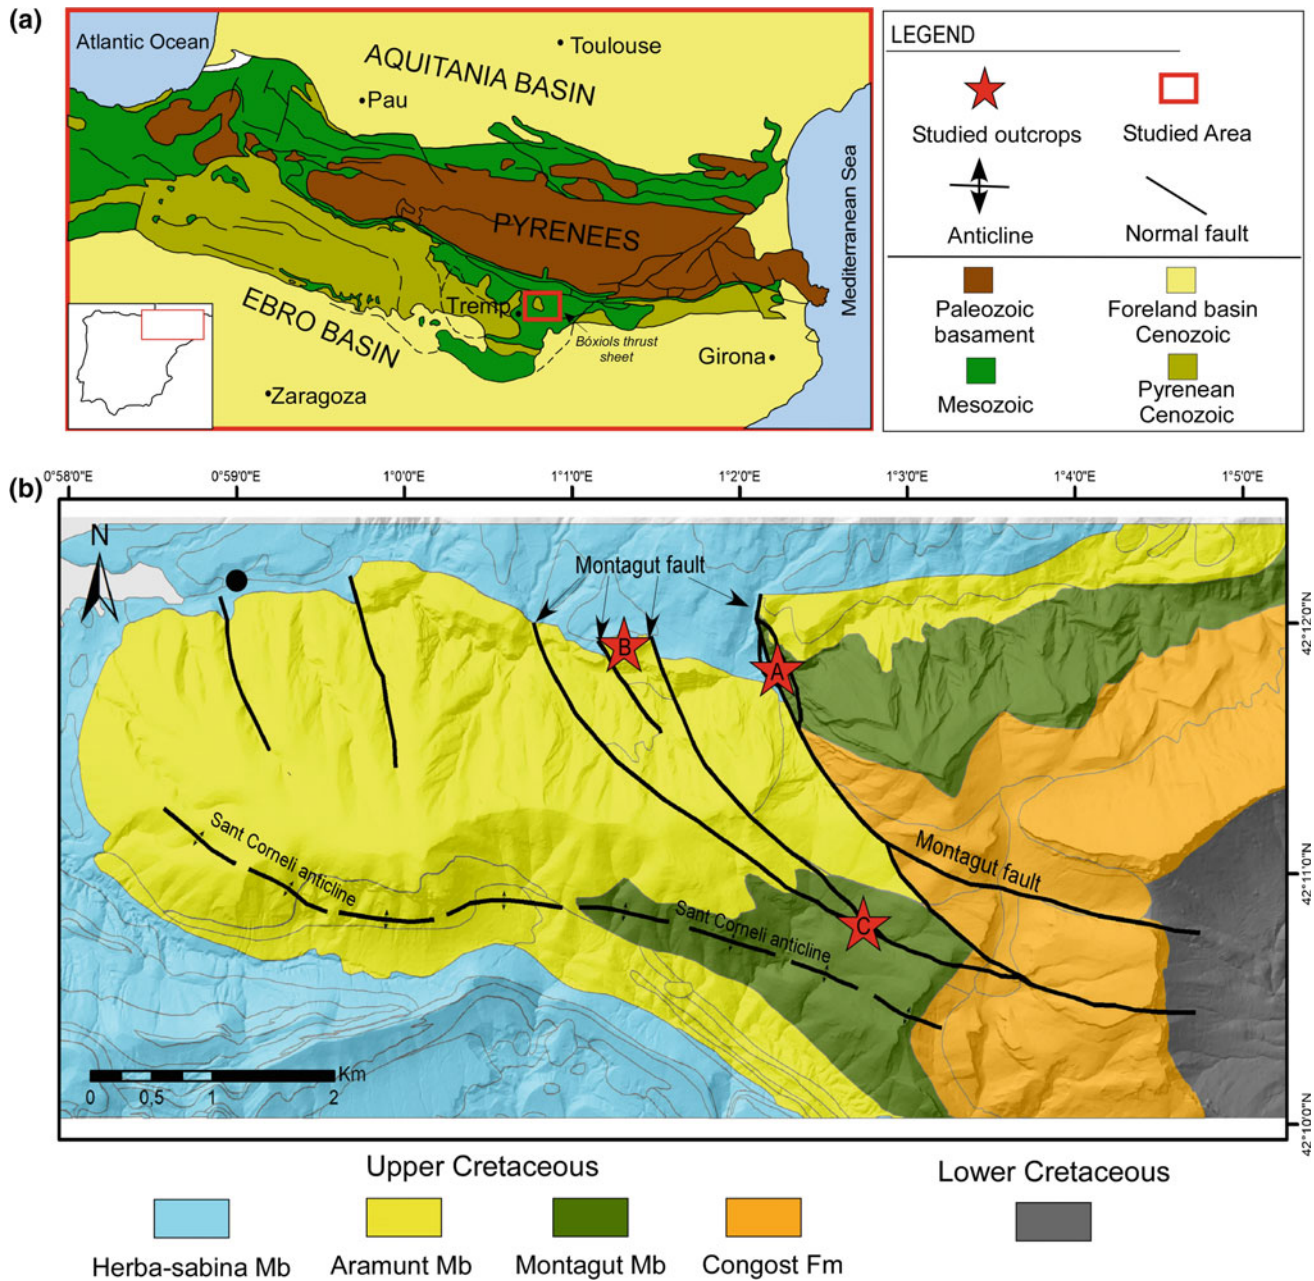 (a)
Atlantic Ocean
AQUITANIA BASIN
Toulouse
Pau
PYRENEES
Mediterranean Sea
EBRO BASIN
Tremp
Bóxiols thrust
sheet
Girona
Zaragoza
LEGEND
Studied outcrops
Studied Area
Anticline
Normal fault
Paleozoic
basament
Foreland basin
Cenozoic
Mesozoic
Pyrenean
Cenozoic
(b)
0°58'0"E
0°59'0"E
1°0'0"E
1°1'0"E
1°2'0"E
1°3'0"E
1°4'0"E
1°5'0"E
N
Montagut fault
B
A
42°12'0"N
Sant Corneli anticline
Montagut fault
42°11'0"N
Sant Corneli anticline
C
Km
0 0,5 1 2
42°10'0"N
Upper Cretaceous
Lower Cretaceous
Herba-sabina Mb
Aramunt Mb
Montagut Mb
Congost Fm